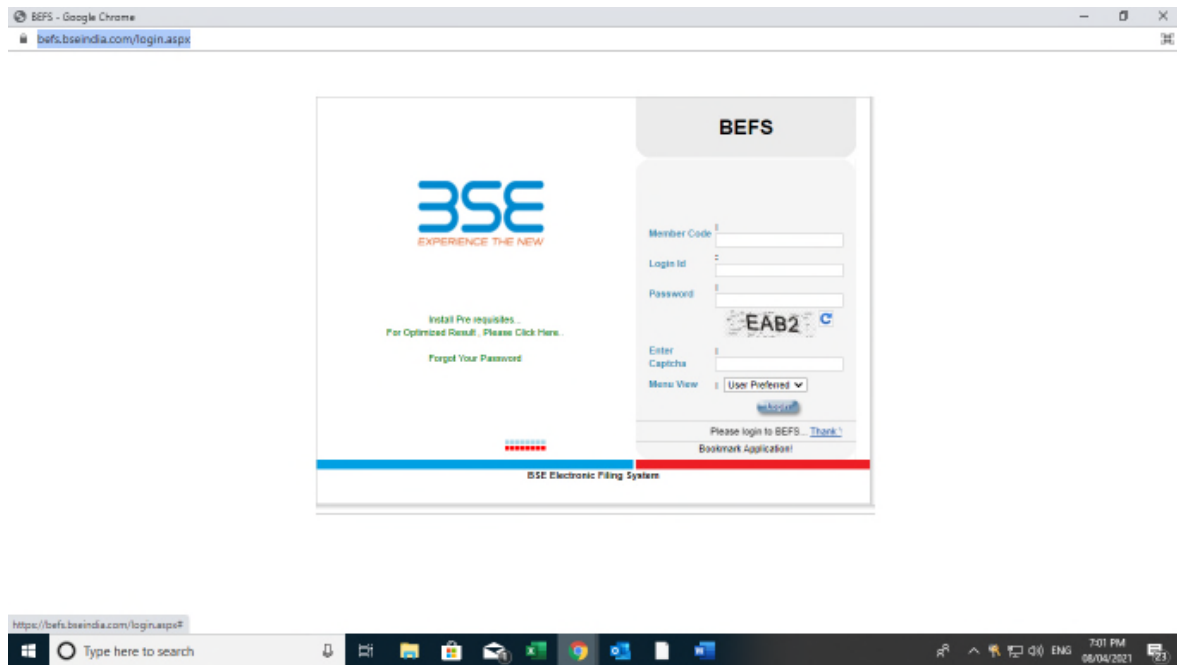 BEFS - Google Chrome
befs.bseindia.com/login.aspx
BEFS
BSE
EXPERIENCE THE NEW
Member Code :
Login Id :
Password :
EAB2
Install Pre requisites...
For Optimized Result , Please Click Here..
Forgot Your Password
Enter
Captcha :
Menu View : User Preferred
Login
Please login to BEFS... Thank
Bookmark Application!
BSE Electronic Filing System
https://befs.bseindia.com/login.aspx#
Type here to search
ENG
7:01 PM
08/04/2021
23